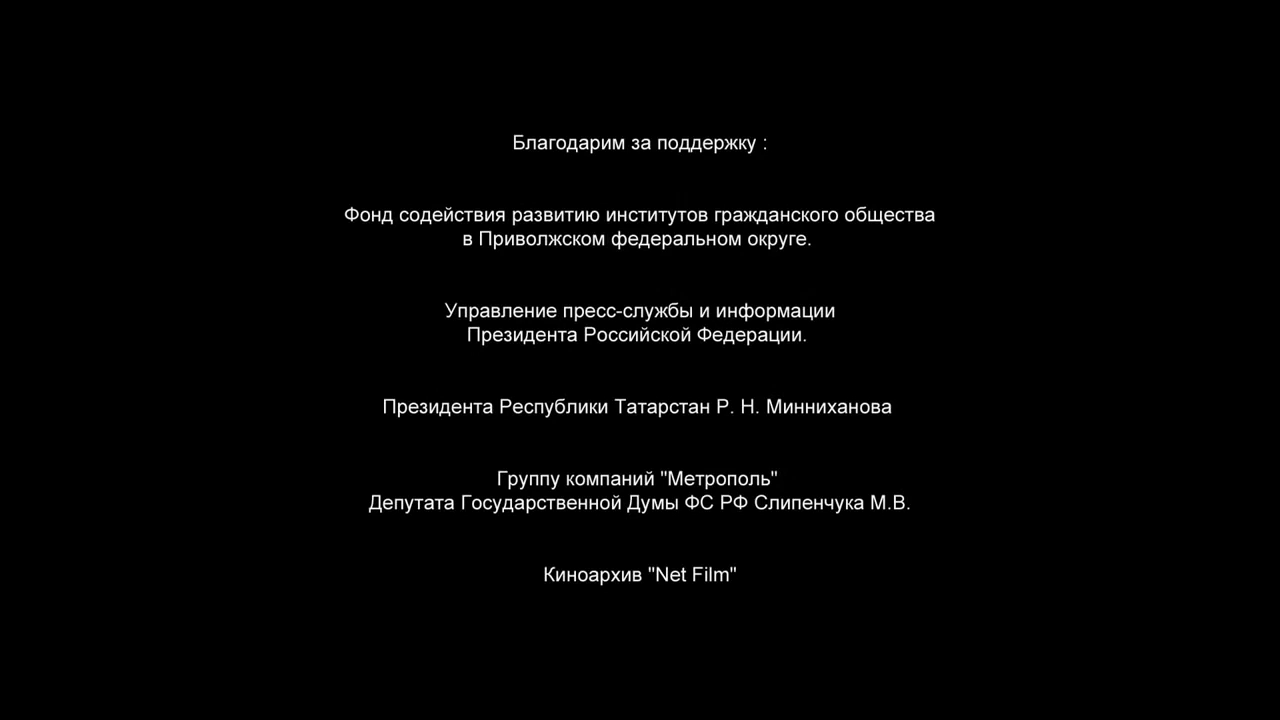 Благодарим за поддержку :
Фонд содействия развитию институтов гражданского общества
в Приволжском федеральном округе.
Управление пресс-службы и информации
Президента Российской Федерации.
Президента Республики Татарстан Р. Н. Минниханова
Группу компаний "Метрополь"
Депутата Государственной Думы ФС РФ Слипенчука М.В.
Киноархив "Net Film"